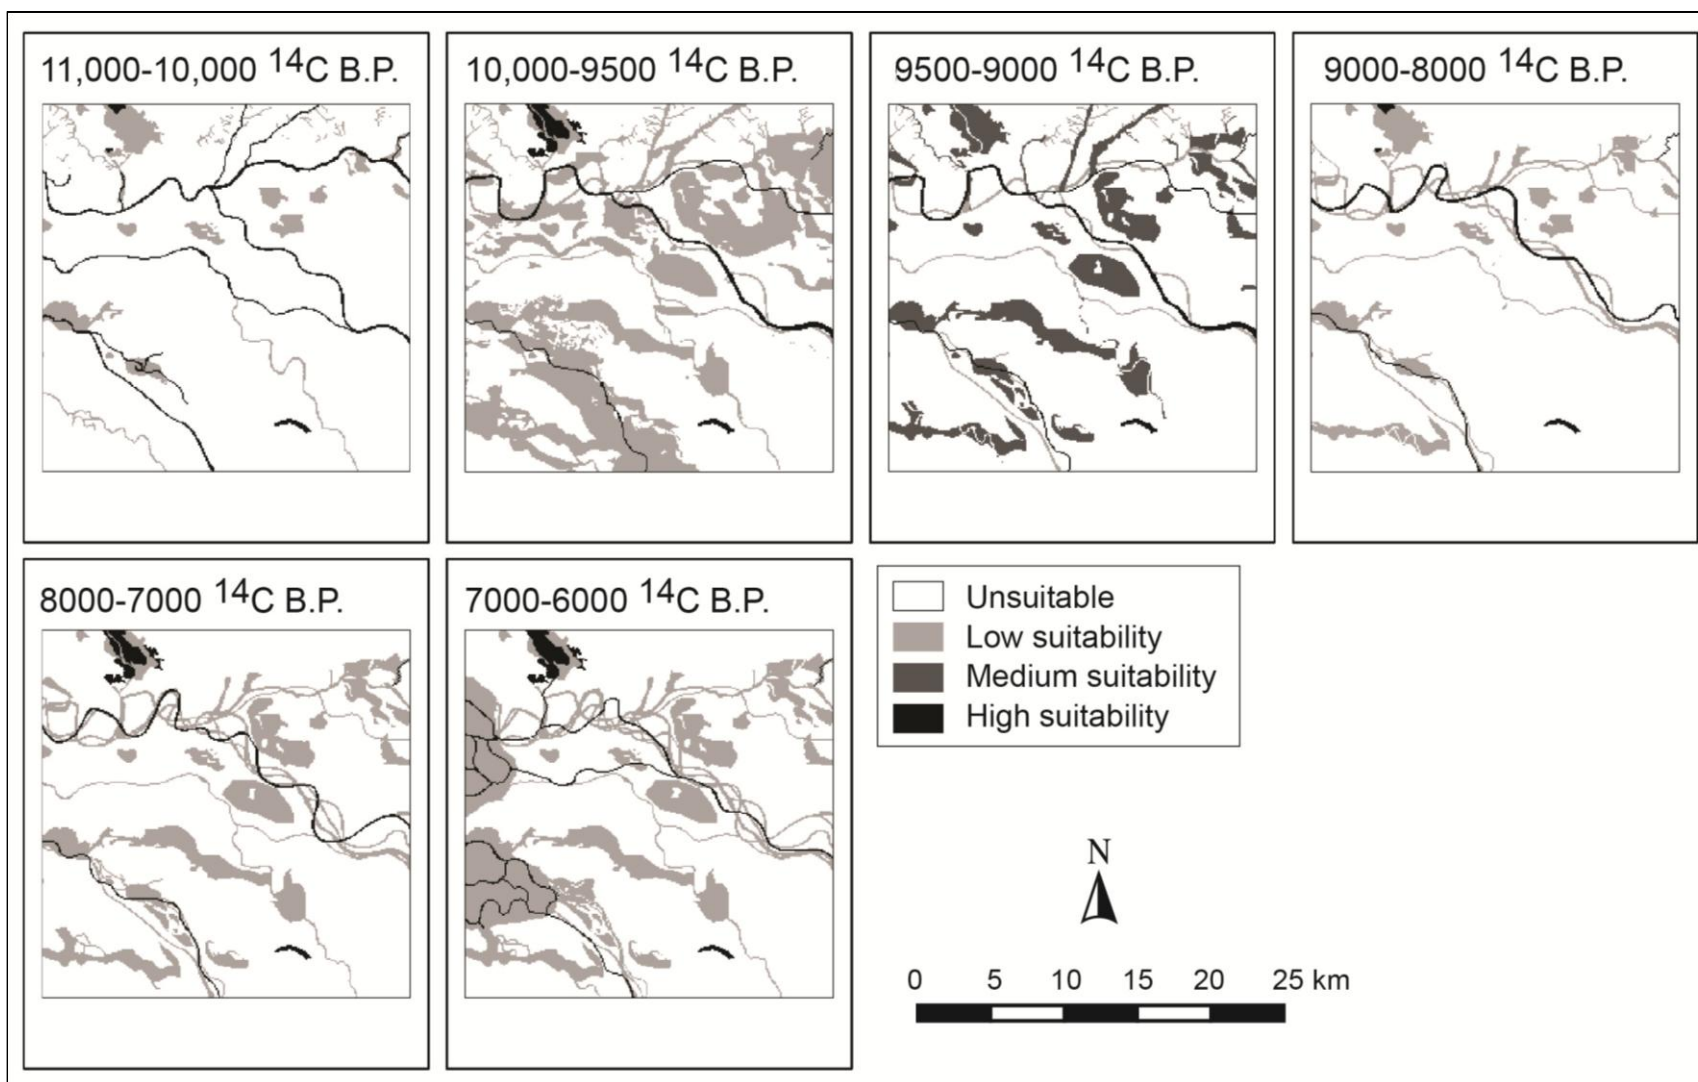 11,000-10,000 ¹⁴C B.P.
10,000-9500 ¹⁴C B.P.
9500-9000 ¹⁴C B.P.
9000-8000 ¹⁴C B.P.
8000-7000 ¹⁴C B.P.
7000-6000 ¹⁴C B.P.
Unsuitable
Low suitability
Medium suitability
High suitability
N
0 5 10 15 20 25 km